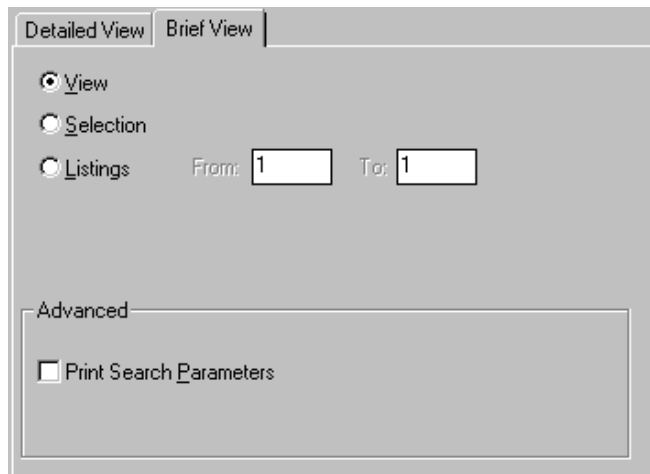 Detailed View Brief View
View
Selection
Listings From: 1 To: 1
Advanced
Print Search Parameters